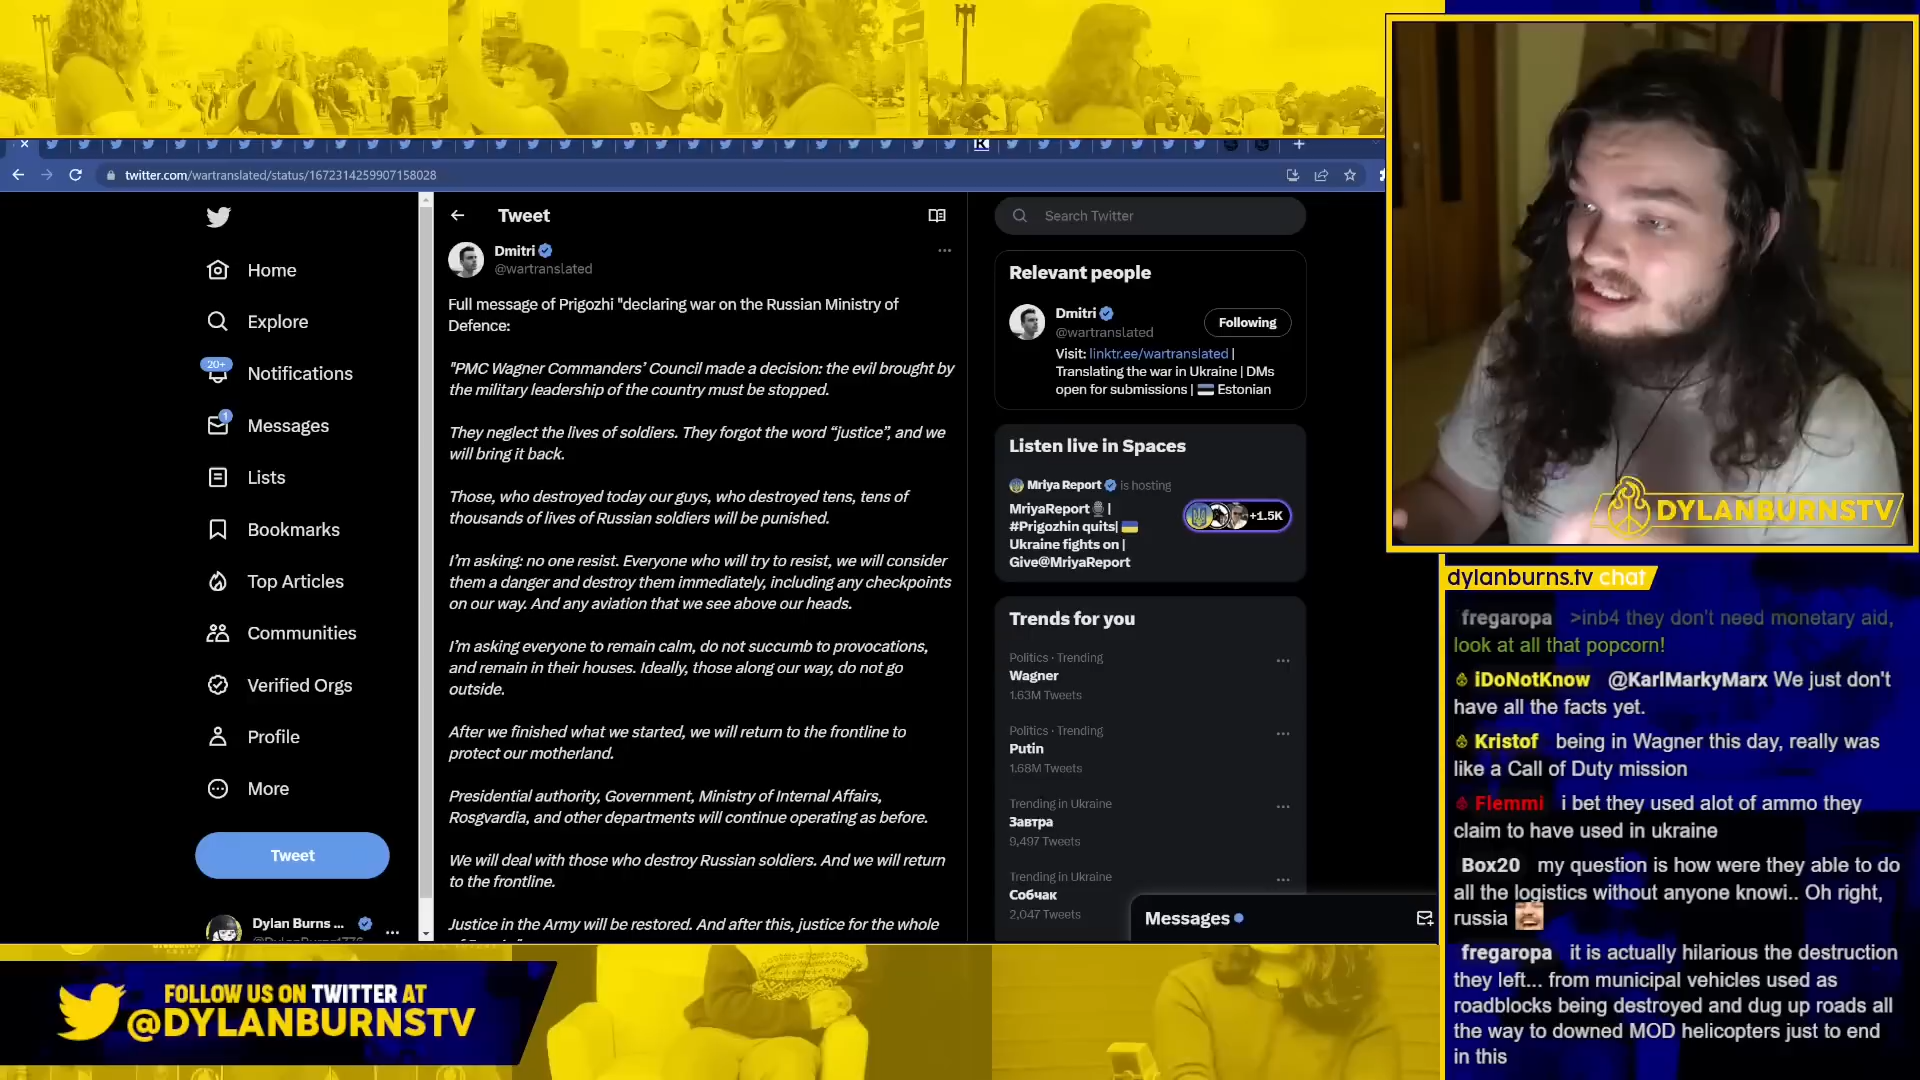 twitter.com/wartranslated/status/1672314259907158028
Home
Explore
20+
Notifications
1
Messages
Lists
Bookmarks
Top Articles
Communities
Verified Orgs
Profile
More
Tweet
Dylan Burns ...
Tweet
Dmitri
@wartranslated
Full message of Prigozhi "declaring war on the Russian Ministry of
Defence:
"PMC Wagner Commanders’ Council made a decision: the evil brought by
the military leadership of the country must be stopped.
They neglect the lives of soldiers. They forgot the word “justice”, and we
will bring it back.
Those, who destroyed today our guys, who destroyed tens, tens of
thousands of lives of Russian soldiers will be punished.
I’m asking: no one resist. Everyone who will try to resist, we will consider
them a danger and destroy them immediately, including any checkpoints
on our way. And any aviation that we see above our heads.
I’m asking everyone to remain calm, do not succumb to provocations,
and remain in their houses. Ideally, those along our way, do not go
outside.
After we finished what we started, we will return to the frontline to
protect our motherland.
Presidential authority, Government, Ministry of Internal Affairs,
Rosgvardia, and other departments will continue operating as before.
We will deal with those who destroy Russian soldiers. And we will return
to the frontline.
Justice in the Army will be restored. And after this, justice for the whole
Search Twitter
Relevant people
Dmitri
@wartranslated
Following
Visit: linktr.ee/wartranslated |
Translating the war in Ukraine | DMs
open for submissions | Estonian
Listen live in Spaces
Mriya Report is hosting
MriyaReport |
#Prigozhin quits|
Ukraine fights on |
Give@MriyaReport
+1.5K
Trends for you
Politics · Trending
Wagner
1.63M Tweets
Politics · Trending
Putin
1.68M Tweets
Trending in Ukraine
Завтра
9,497 Tweets
Trending in Ukraine
Собчак
2,047 Tweets
Messages
DYLANBURNSTV
dylanburns.tv chat
fregaropa >inb4 they don't need monetary aid,
look at all that popcorn!
iDoNotKnow @KarlMarkyMarx We just don't
have all the facts yet.
Kristof being in Wagner this day, really was
like a Call of Duty mission
Flemmi i bet they used alot of ammo they
claim to have used in ukraine
Box20 my question is how were they able to do
all the logistics without anyone knowi.. Oh right,
russia
fregaropa it is actually hilarious the destruction
they left... from municipal vehicles used as
roadblocks being destroyed and dug up roads all
the way to downed MOD helicopters just to end
in this
FOLLOW US ON TWITTER AT
@DYLANBURNSTV